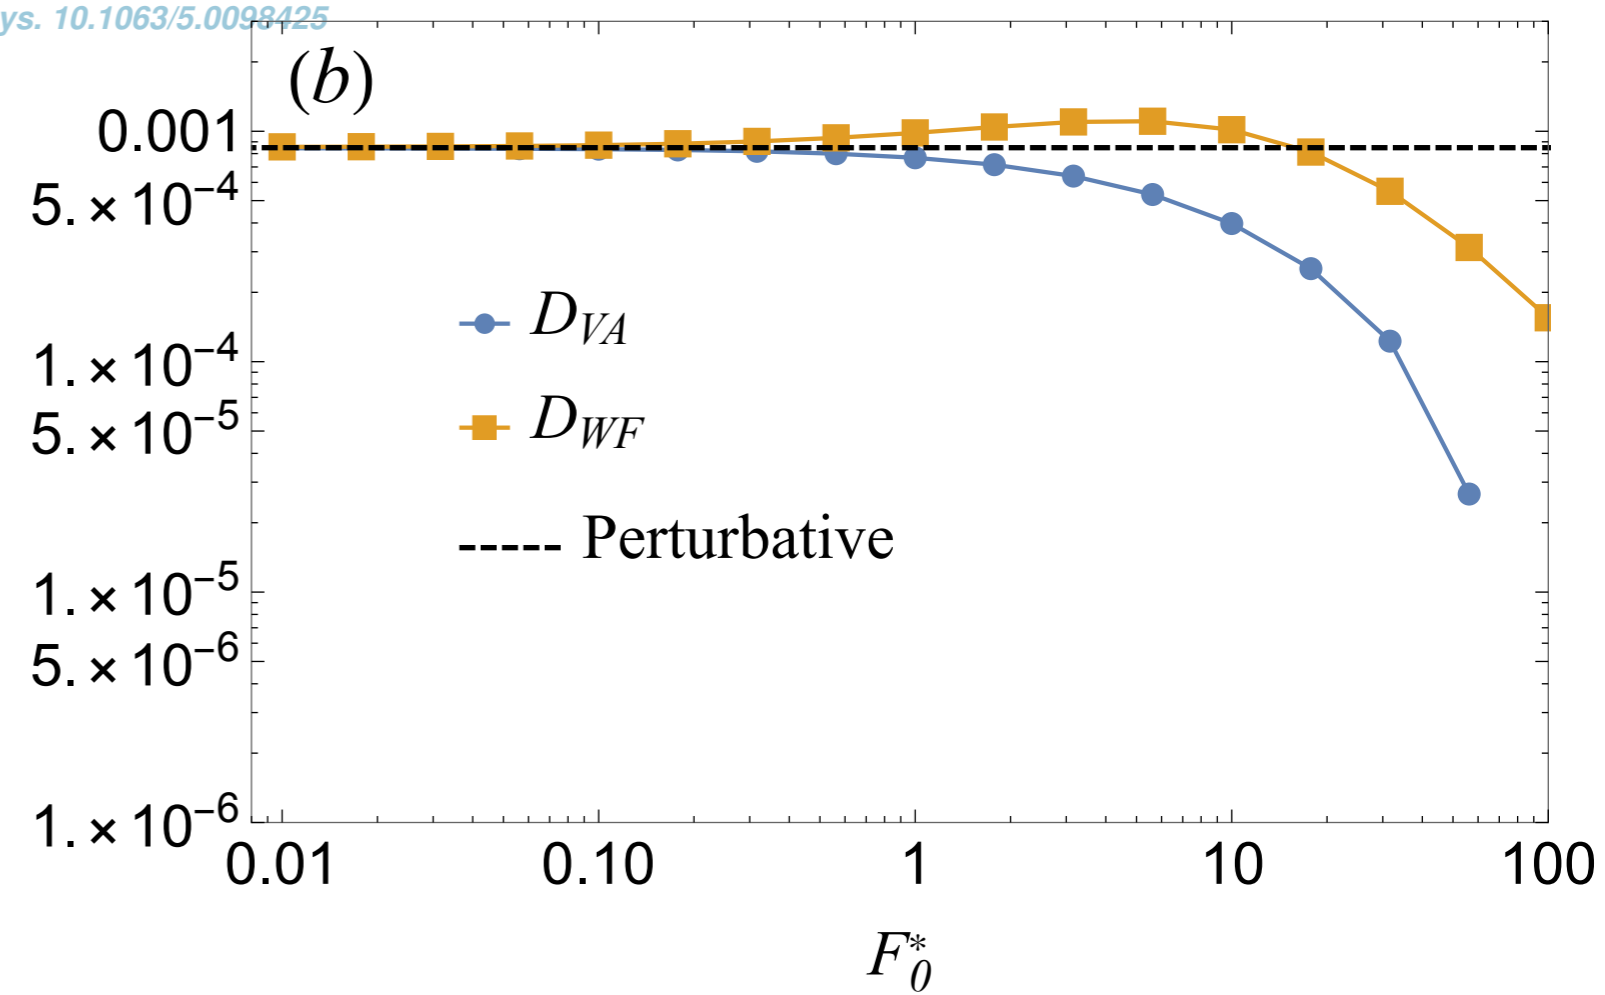 ys. 10.1063/5.0098425
(b)
0.001
5. × 10⁻⁴
1. × 10⁻⁴
5. × 10⁻⁵
1. × 10⁻⁵
5. × 10⁻⁶
1. × 10⁻⁶
D_VA
D_WF
Perturbative
0.01 0.10 1 10 100
F₀*